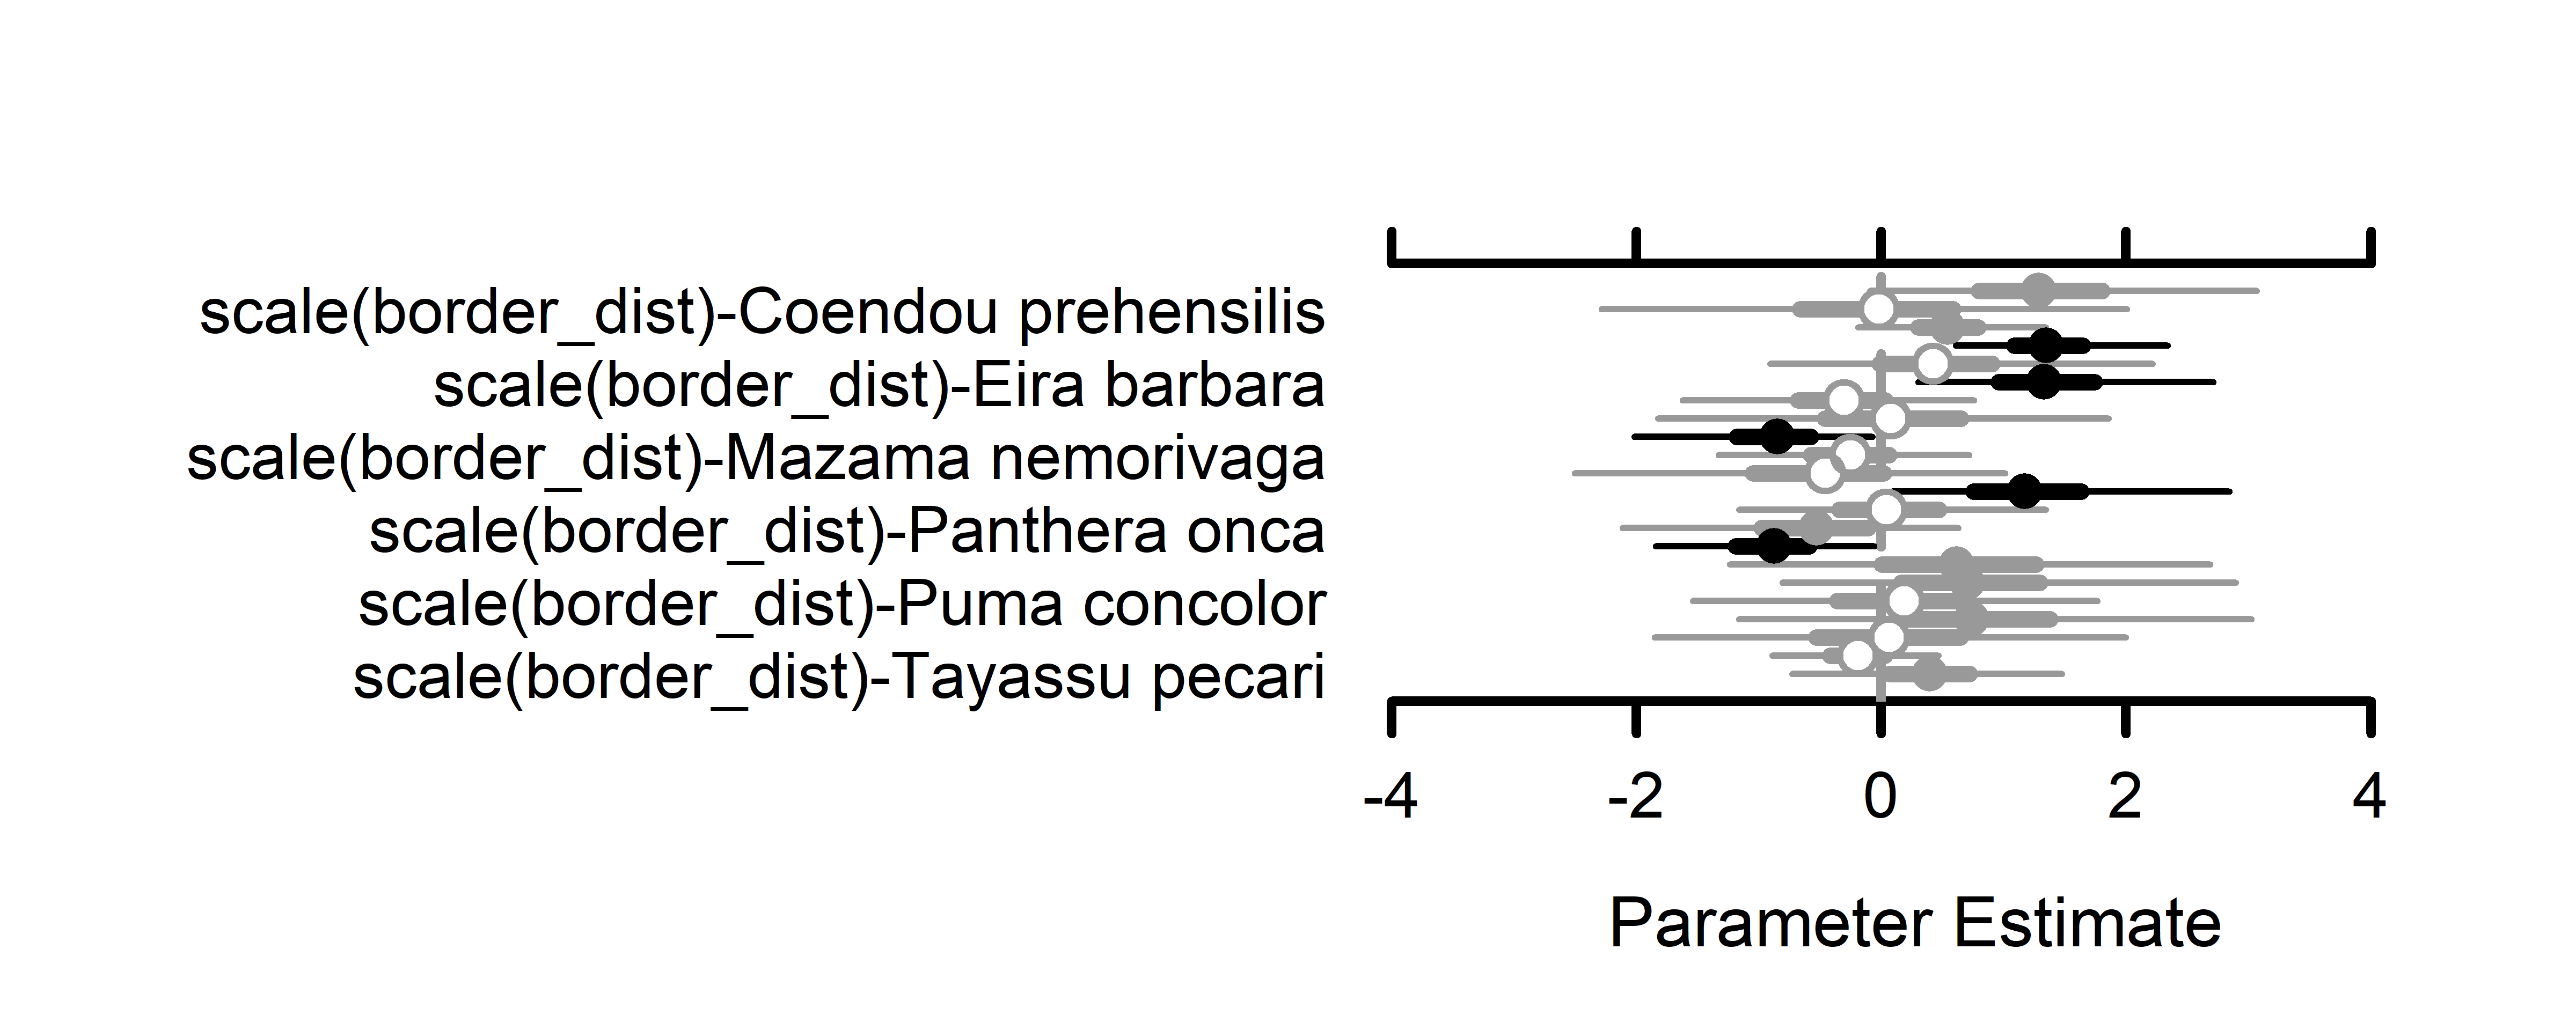 scale(border_dist)-Coendou prehensilis
scale(border_dist)-Eira barbara
scale(border_dist)-Mazama nemorivaga
scale(border_dist)-Panthera onca
scale(border_dist)-Puma concolor
scale(border_dist)-Tayassu pecari
-4 -2 0 2 4
Parameter Estimate